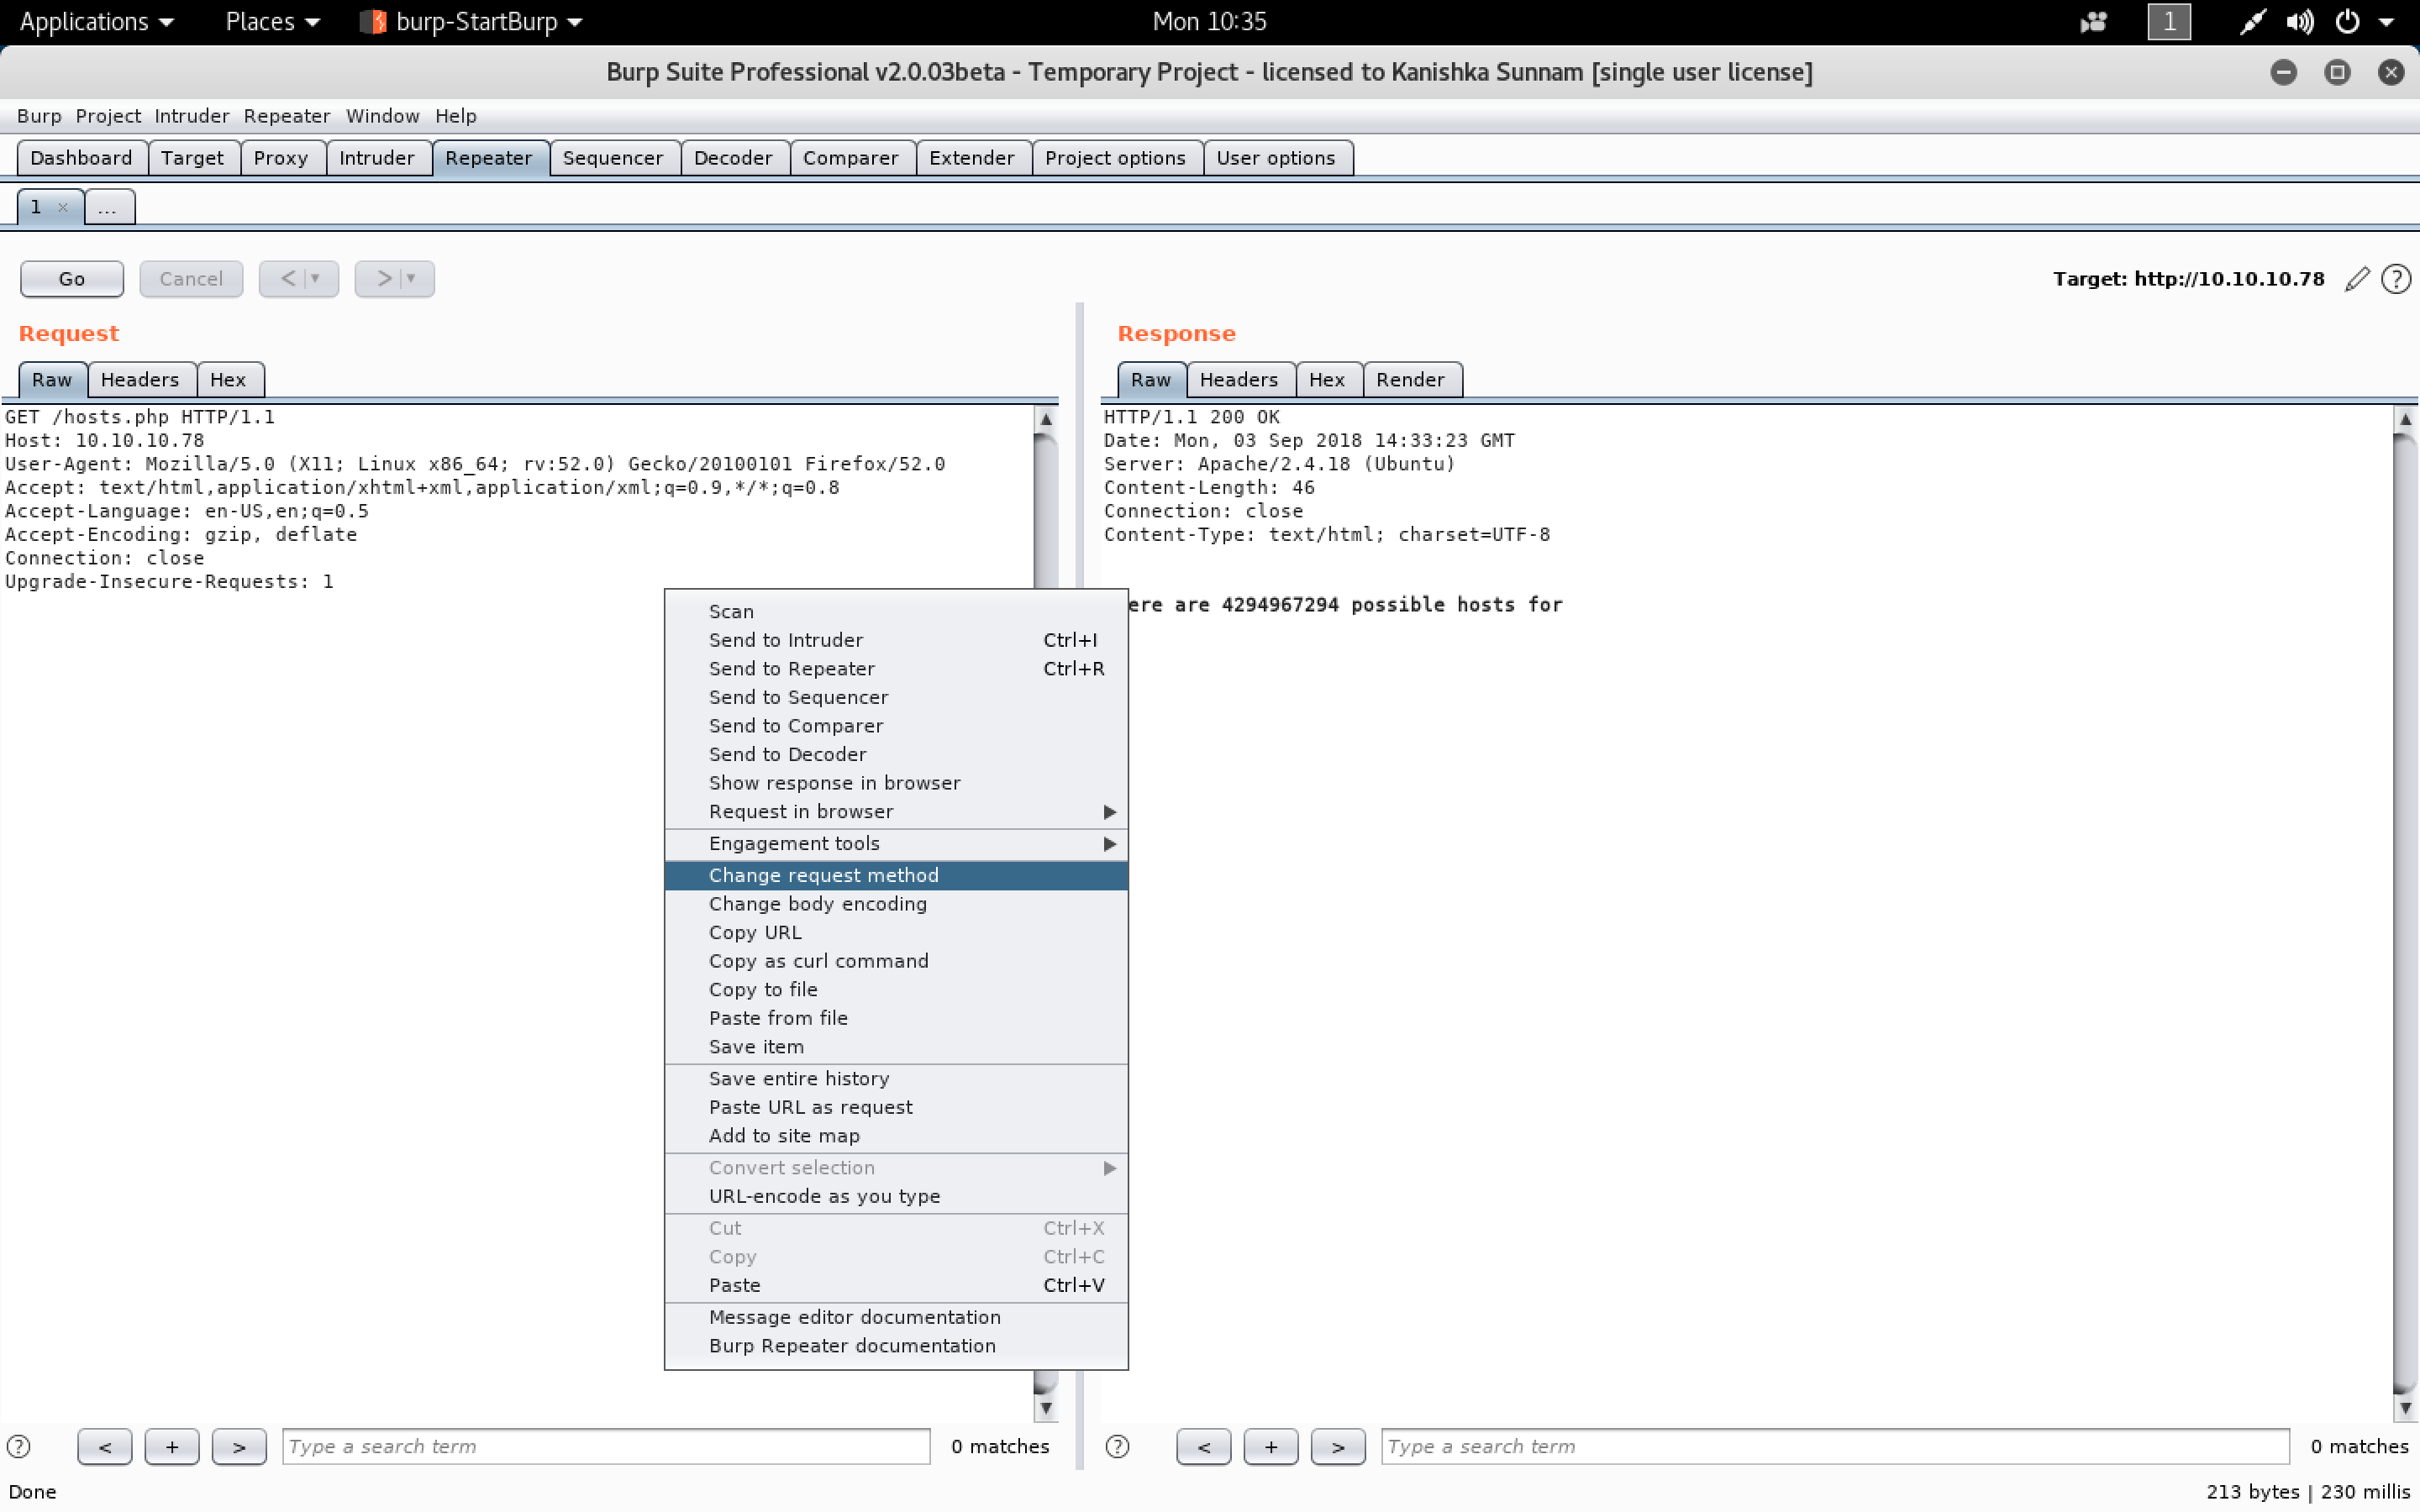 Applications Places burp-StartBurp Mon 10:35 1
Burp Suite Professional v2.0.03beta - Temporary Project - licensed to Kanishka Sunnam [single user license]
Burp Project Intruder Repeater Window Help
Dashboard Target Proxy Intruder Repeater Sequencer Decoder Comparer Extender Project options User options
1 × ...
Go Cancel < > Target: http://10.10.10.78 ?
Request
Raw Headers Hex
GET /hosts.php HTTP/1.1
Host: 10.10.10.78
User-Agent: Mozilla/5.0 (X11; Linux x86_64; rv:52.0) Gecko/20100101 Firefox/52.0
Accept: text/html,application/xhtml+xml,application/xml;q=0.9,*/*;q=0.8
Accept-Language: en-US,en;q=0.5
Accept-Encoding: gzip, deflate
Connection: close
Upgrade-Insecure-Requests: 1
Response
Raw Headers Hex Render
HTTP/1.1 200 OK
Date: Mon, 03 Sep 2018 14:33:23 GMT
Server: Apache/2.4.18 (Ubuntu)
Content-Length: 46
Connection: close
Content-Type: text/html; charset=UTF-8
ere are 4294967294 possible hosts for
Scan
Send to Intruder Ctrl+I
Send to Repeater Ctrl+R
Send to Sequencer
Send to Comparer
Send to Decoder
Show response in browser
Request in browser
Engagement tools
Change request method
Change body encoding
Copy URL
Copy as curl command
Copy to file
Paste from file
Save item
Save entire history
Paste URL as request
Add to site map
Convert selection
URL-encode as you type
Cut Ctrl+X
Copy Ctrl+C
Paste Ctrl+V
Message editor documentation
Burp Repeater documentation
? < + > Type a search term 0 matches
? < + > Type a search term 0 matches
Done 213 bytes | 230 millis